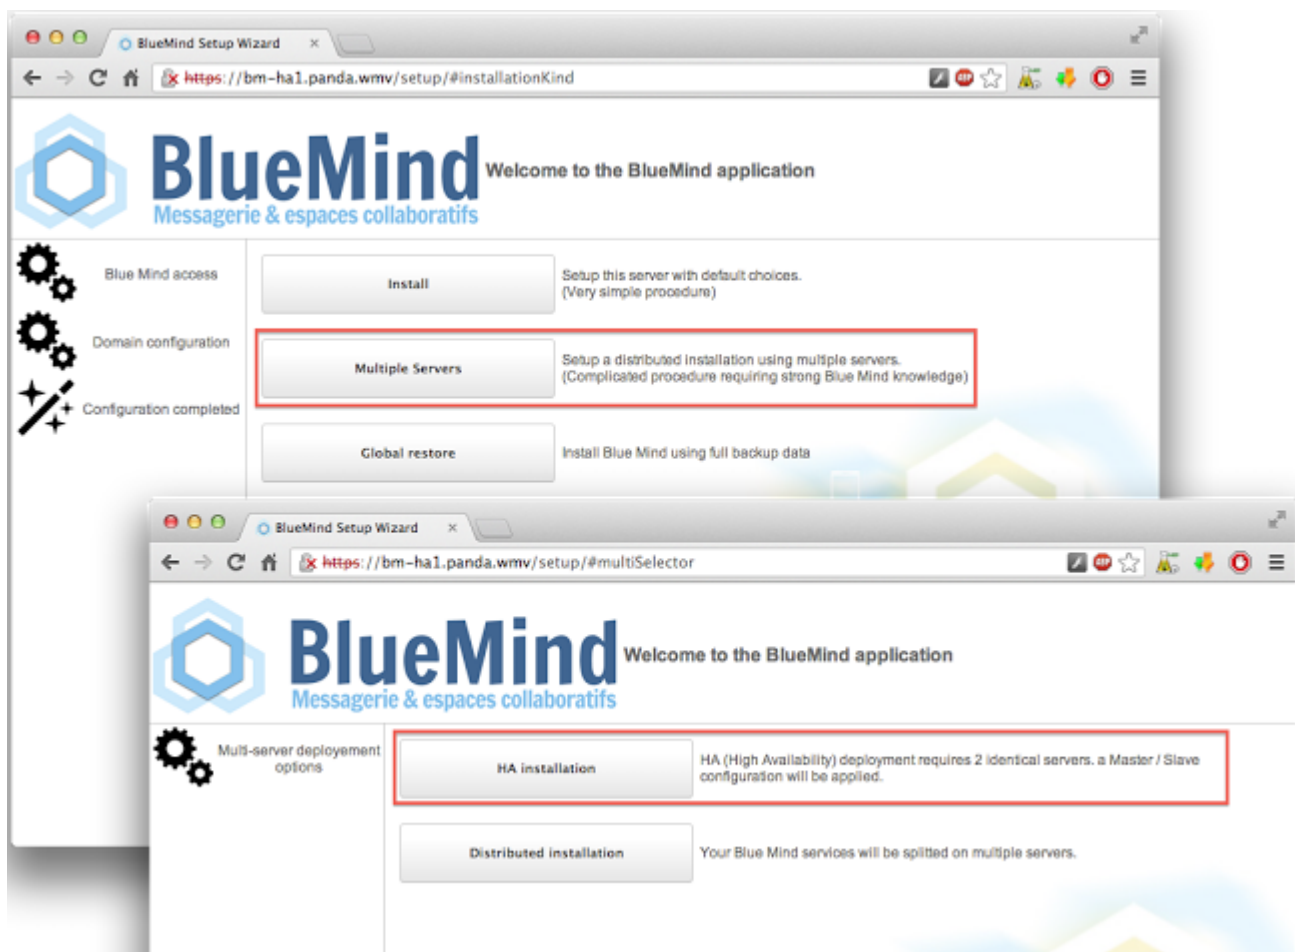 BlueMind Setup Wizard
https://bm-ha1.panda.wmv/setup/#installationKind
BlueMind
Messagerie & espaces collaboratifs
Welcome to the BlueMind application
Blue Mind access
Domain configuration
Configuration completed
Install
Setup this server with default choices.
(Very simple procedure)
Multiple Servers
Setup a distributed installation using multiple servers.
(Complicated procedure requiring strong Blue Mind knowledge)
Global restore
Install Blue Mind using full backup data
BlueMind Setup Wizard
https://bm-ha1.panda.wmv/setup/#multiSelector
BlueMind
Messagerie & espaces collaboratifs
Welcome to the BlueMind application
Multi-server deployement
options
HA installation
HA (High Availability) deployment requires 2 identical servers. a Master / Slave
configuration will be applied.
Distributed installation
Your Blue Mind services will be splitted on multiple servers.